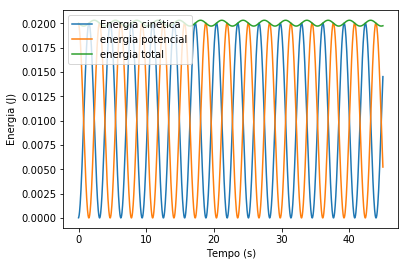 Energia cinética
energia potencial
energia total
0.0200
0.0175
0.0150
0.0125
0.0100
0.0075
0.0050
0.0025
0.0000
Energia (J)
0 10 20 30 40
Tempo (s)